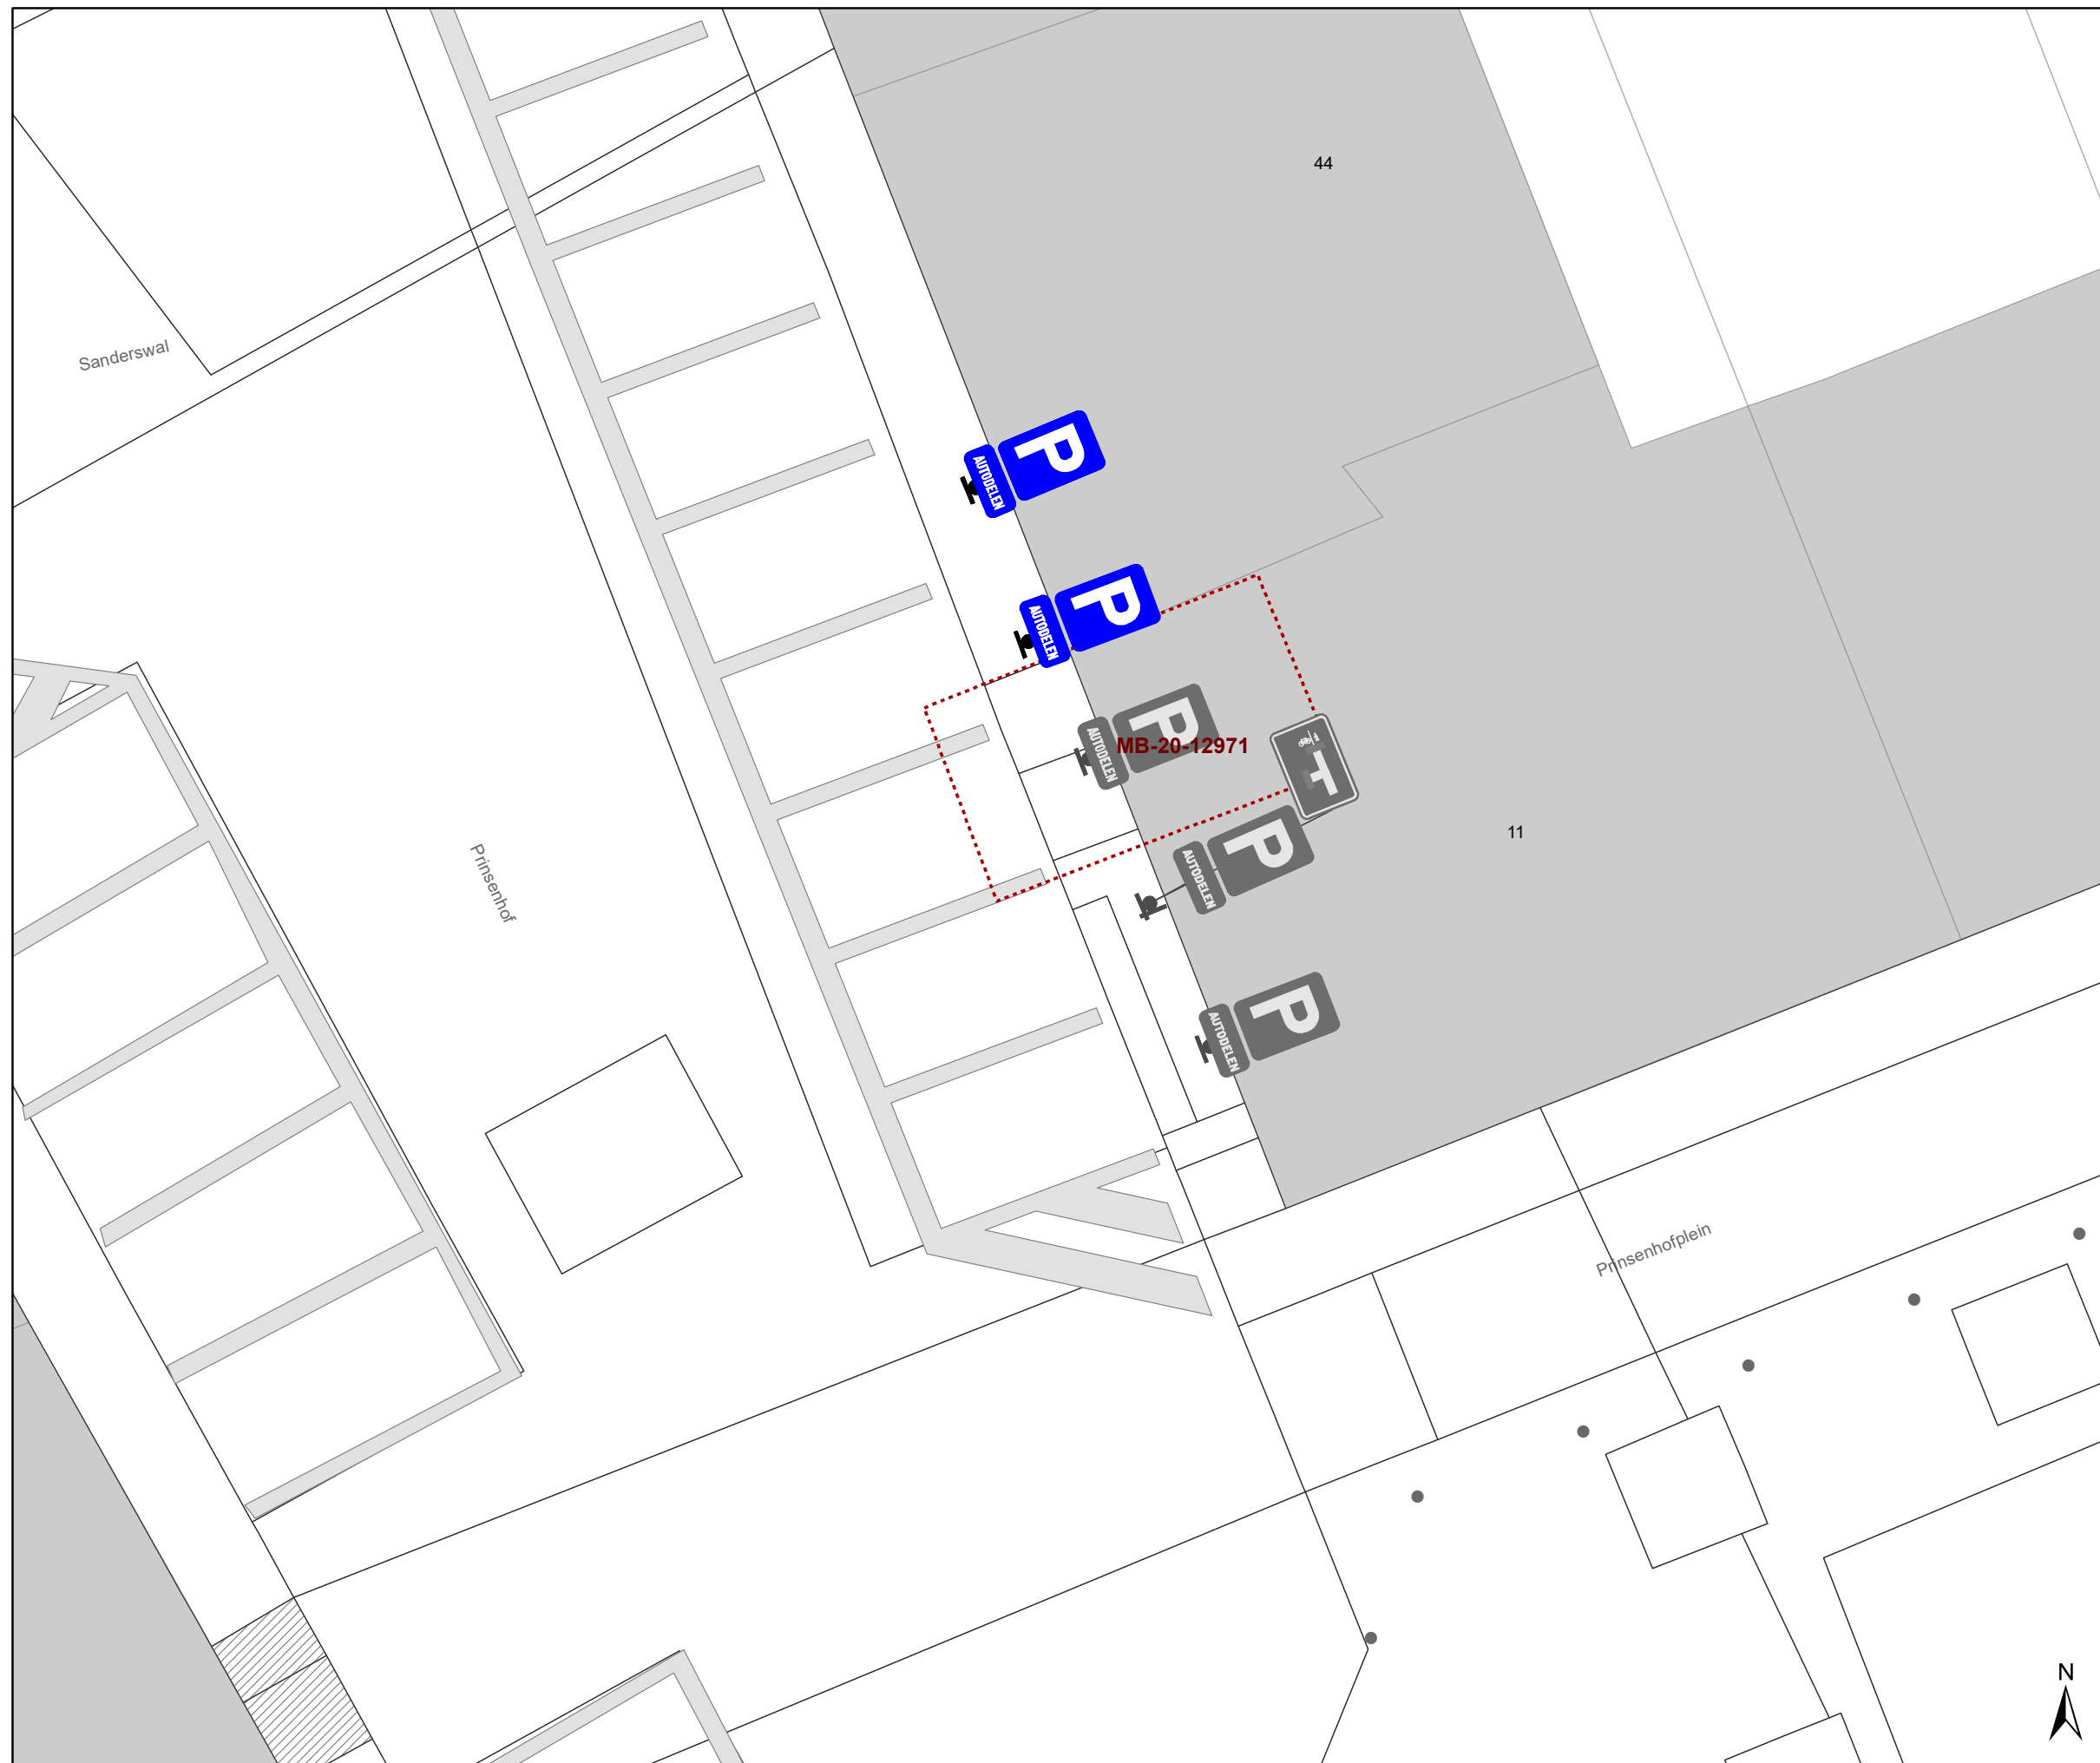 44
Sanderswal
P
AUTODELEN
P
AUTODELEN
P
AUTODELEN
MB-20-12971
P
AUTODELEN
11
Prinsenhof
P
AUTODELEN
Prinsenhofplein
N